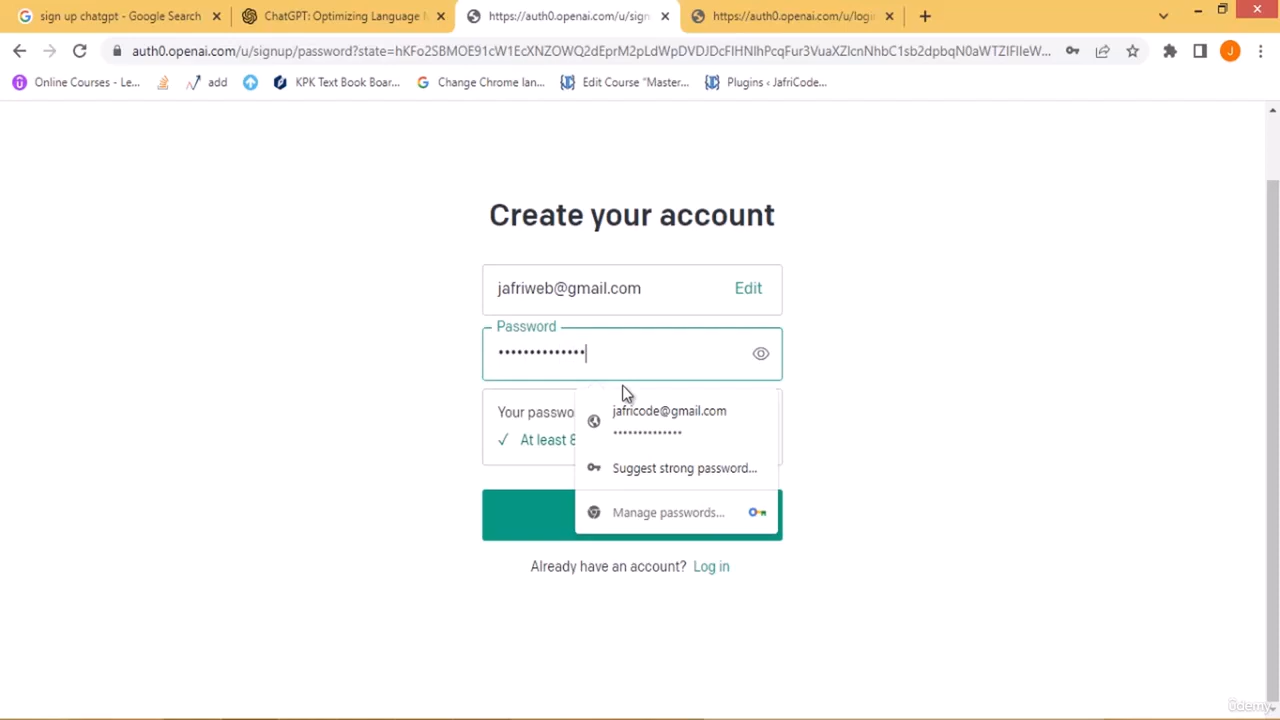 sign up chatgpt - Google Search
ChatGPT: Optimizing Language
https://auth0.openai.com/u/sign
https://auth0.openai.com/u/logi
auth0.openai.com/u/signup/password?state=
J
Online Courses - Le...
add
KPK Text Book Board...
Change Chrome lan...
Edit Course “Master...
Plugins ‹ JafriCode...
Create your account
jafriweb@gmail.com Edit
Password
••••••••••••••
Your passwo
✓ At least 8
jafricode@gmail.com
••••••••••••••
Suggest strong password...
Manage passwords...
Already have an account? Log in
ûdemy